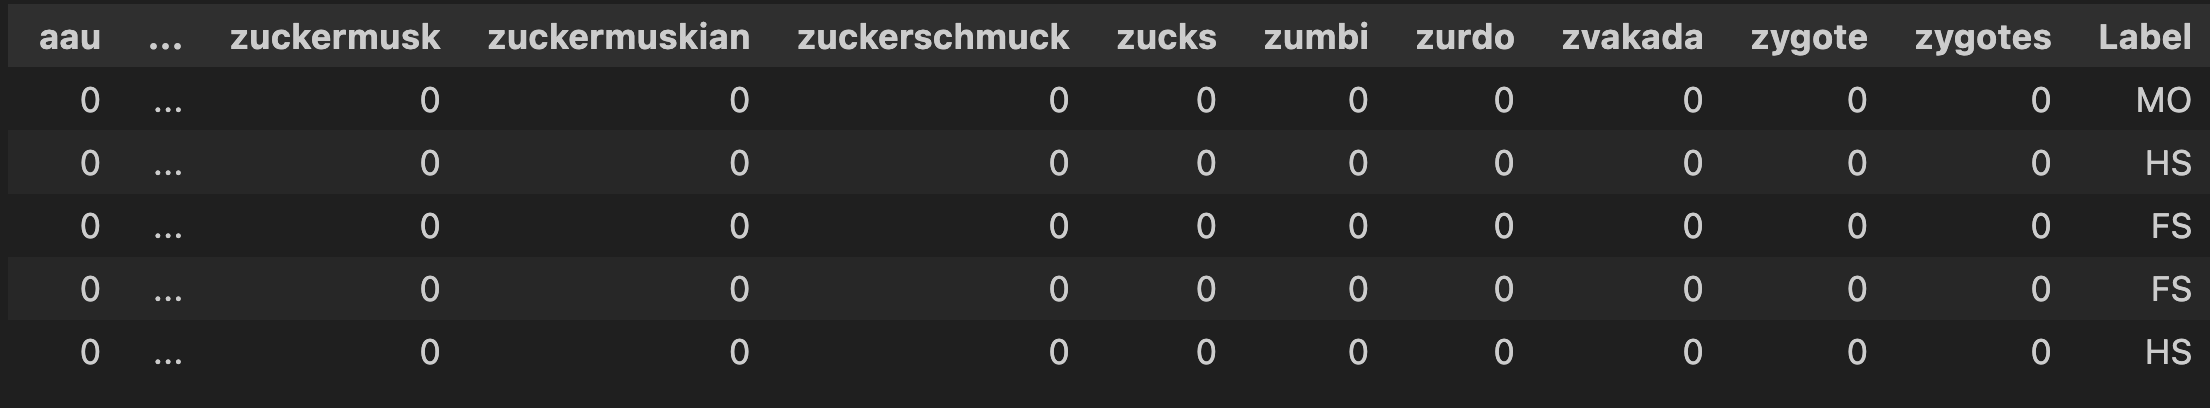 aau ... zuckermusk zuckermuskian zuckerschmuck zucks zumbi zurdo zvakada zygote zygotes Label
0 ... 0 0 0 0 0 0 0 0 0 MO
0 ... 0 0 0 0 0 0 0 0 0 HS
0 ... 0 0 0 0 0 0 0 0 0 FS
0 ... 0 0 0 0 0 0 0 0 0 FS
0 ... 0 0 0 0 0 0 0 0 0 HS